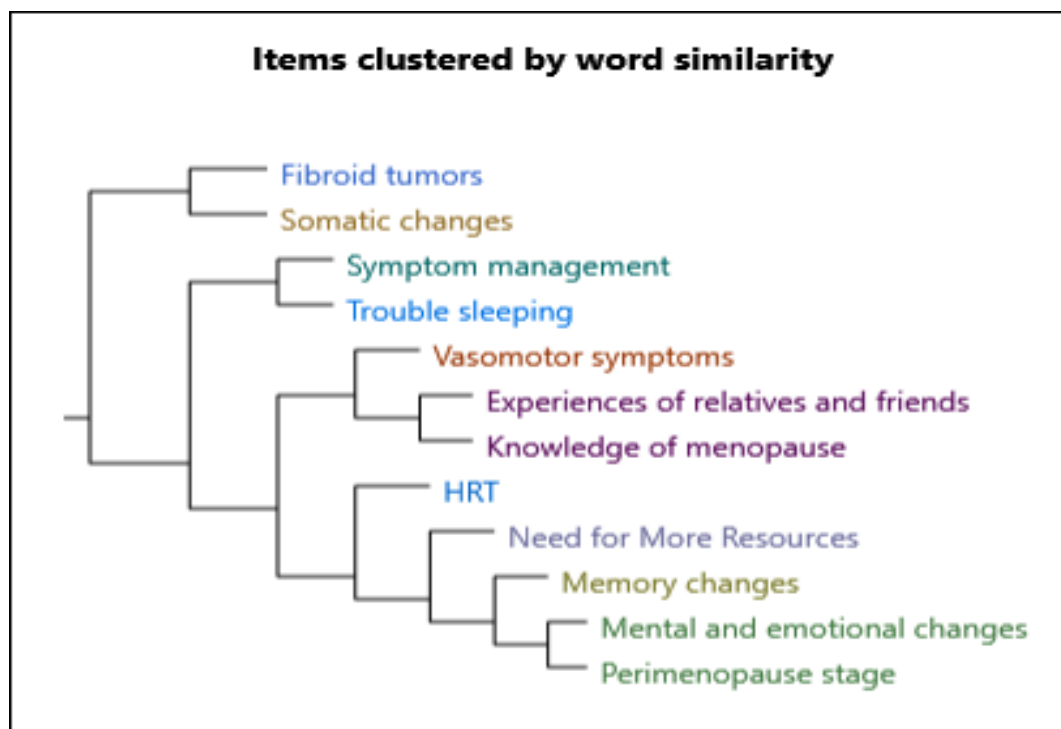 Items clustered by word similarity
Fibroid tumors
Somatic changes
Symptom management
Trouble sleeping
Vasomotor symptoms
Experiences of relatives and friends
Knowledge of menopause
HRT
Need for More Resources
Memory changes
Mental and emotional changes
Perimenopause stage